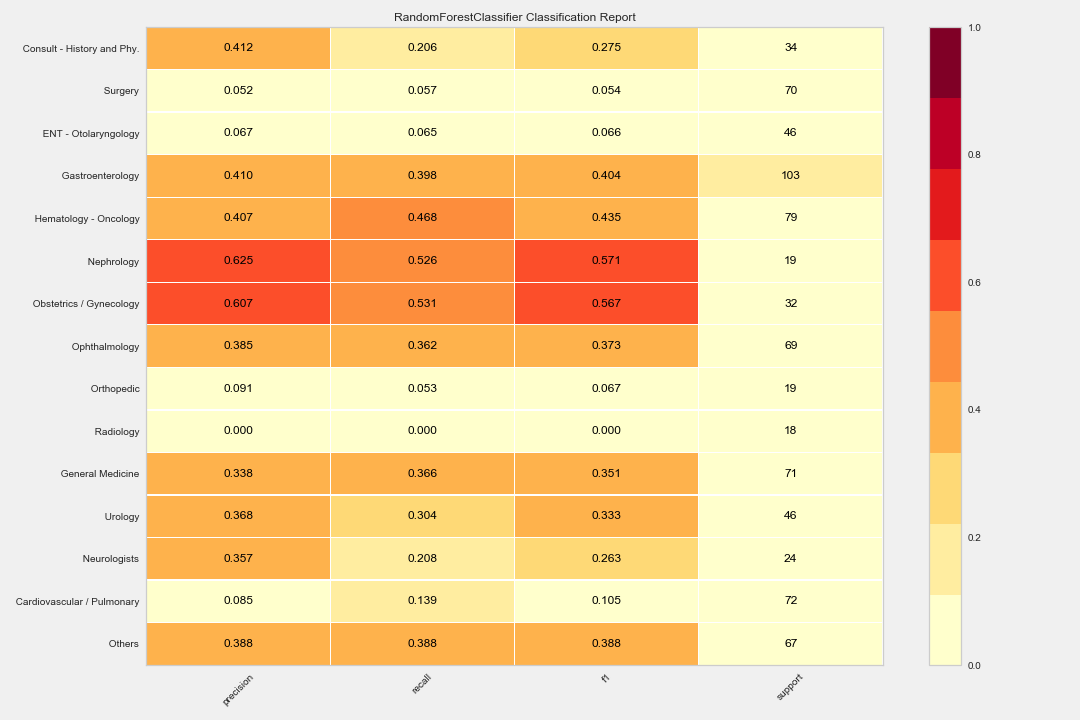 RandomForestClassifier Classification Report
Consult - History and Phy. 0.412 0.206 0.275 34
Surgery 0.052 0.057 0.054 70
ENT - Otolaryngology 0.067 0.065 0.066 46
Gastroenterology 0.410 0.398 0.404 103
Hematology - Oncology 0.407 0.468 0.435 79
Nephrology 0.625 0.526 0.571 19
Obstetrics / Gynecology 0.607 0.531 0.567 32
Ophthalmology 0.385 0.362 0.373 69
Orthopedic 0.091 0.053 0.067 19
Radiology 0.000 0.000 0.000 18
General Medicine 0.338 0.366 0.351 71
Urology 0.368 0.304 0.333 46
Neurologists 0.357 0.208 0.263 24
Cardiovascular / Pulmonary 0.085 0.139 0.105 72
Others 0.388 0.388 0.388 67
precision recall f1 support
1.0
0.8
0.6
0.4
0.2
0.0